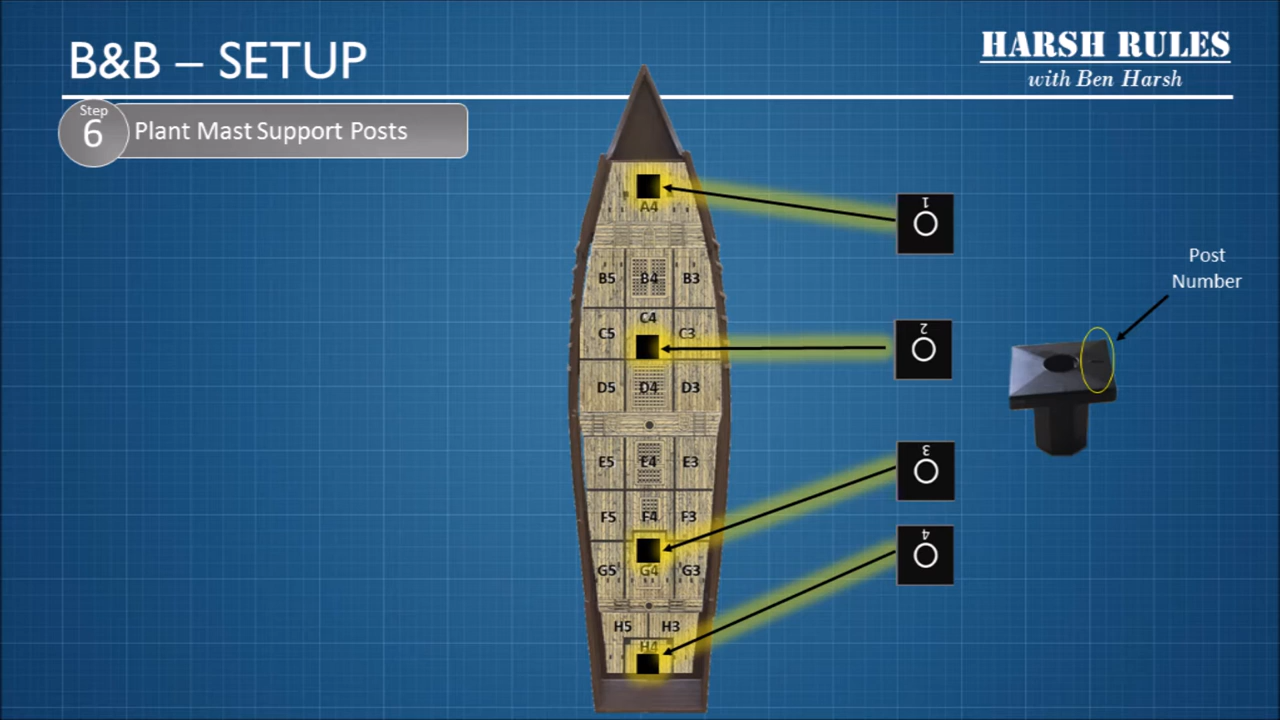 B&B – SETUP
HARSH RULES
with Ben Harsh
Step
6
Plant Mast Support Posts
A4
1
Post
Number
B5 B4 B3
C4
C5 C3
2
D5 D4 D3
E5 E4 E3
3
F5 F4 F3
4
G5 G4 G3
H5 H3
H4